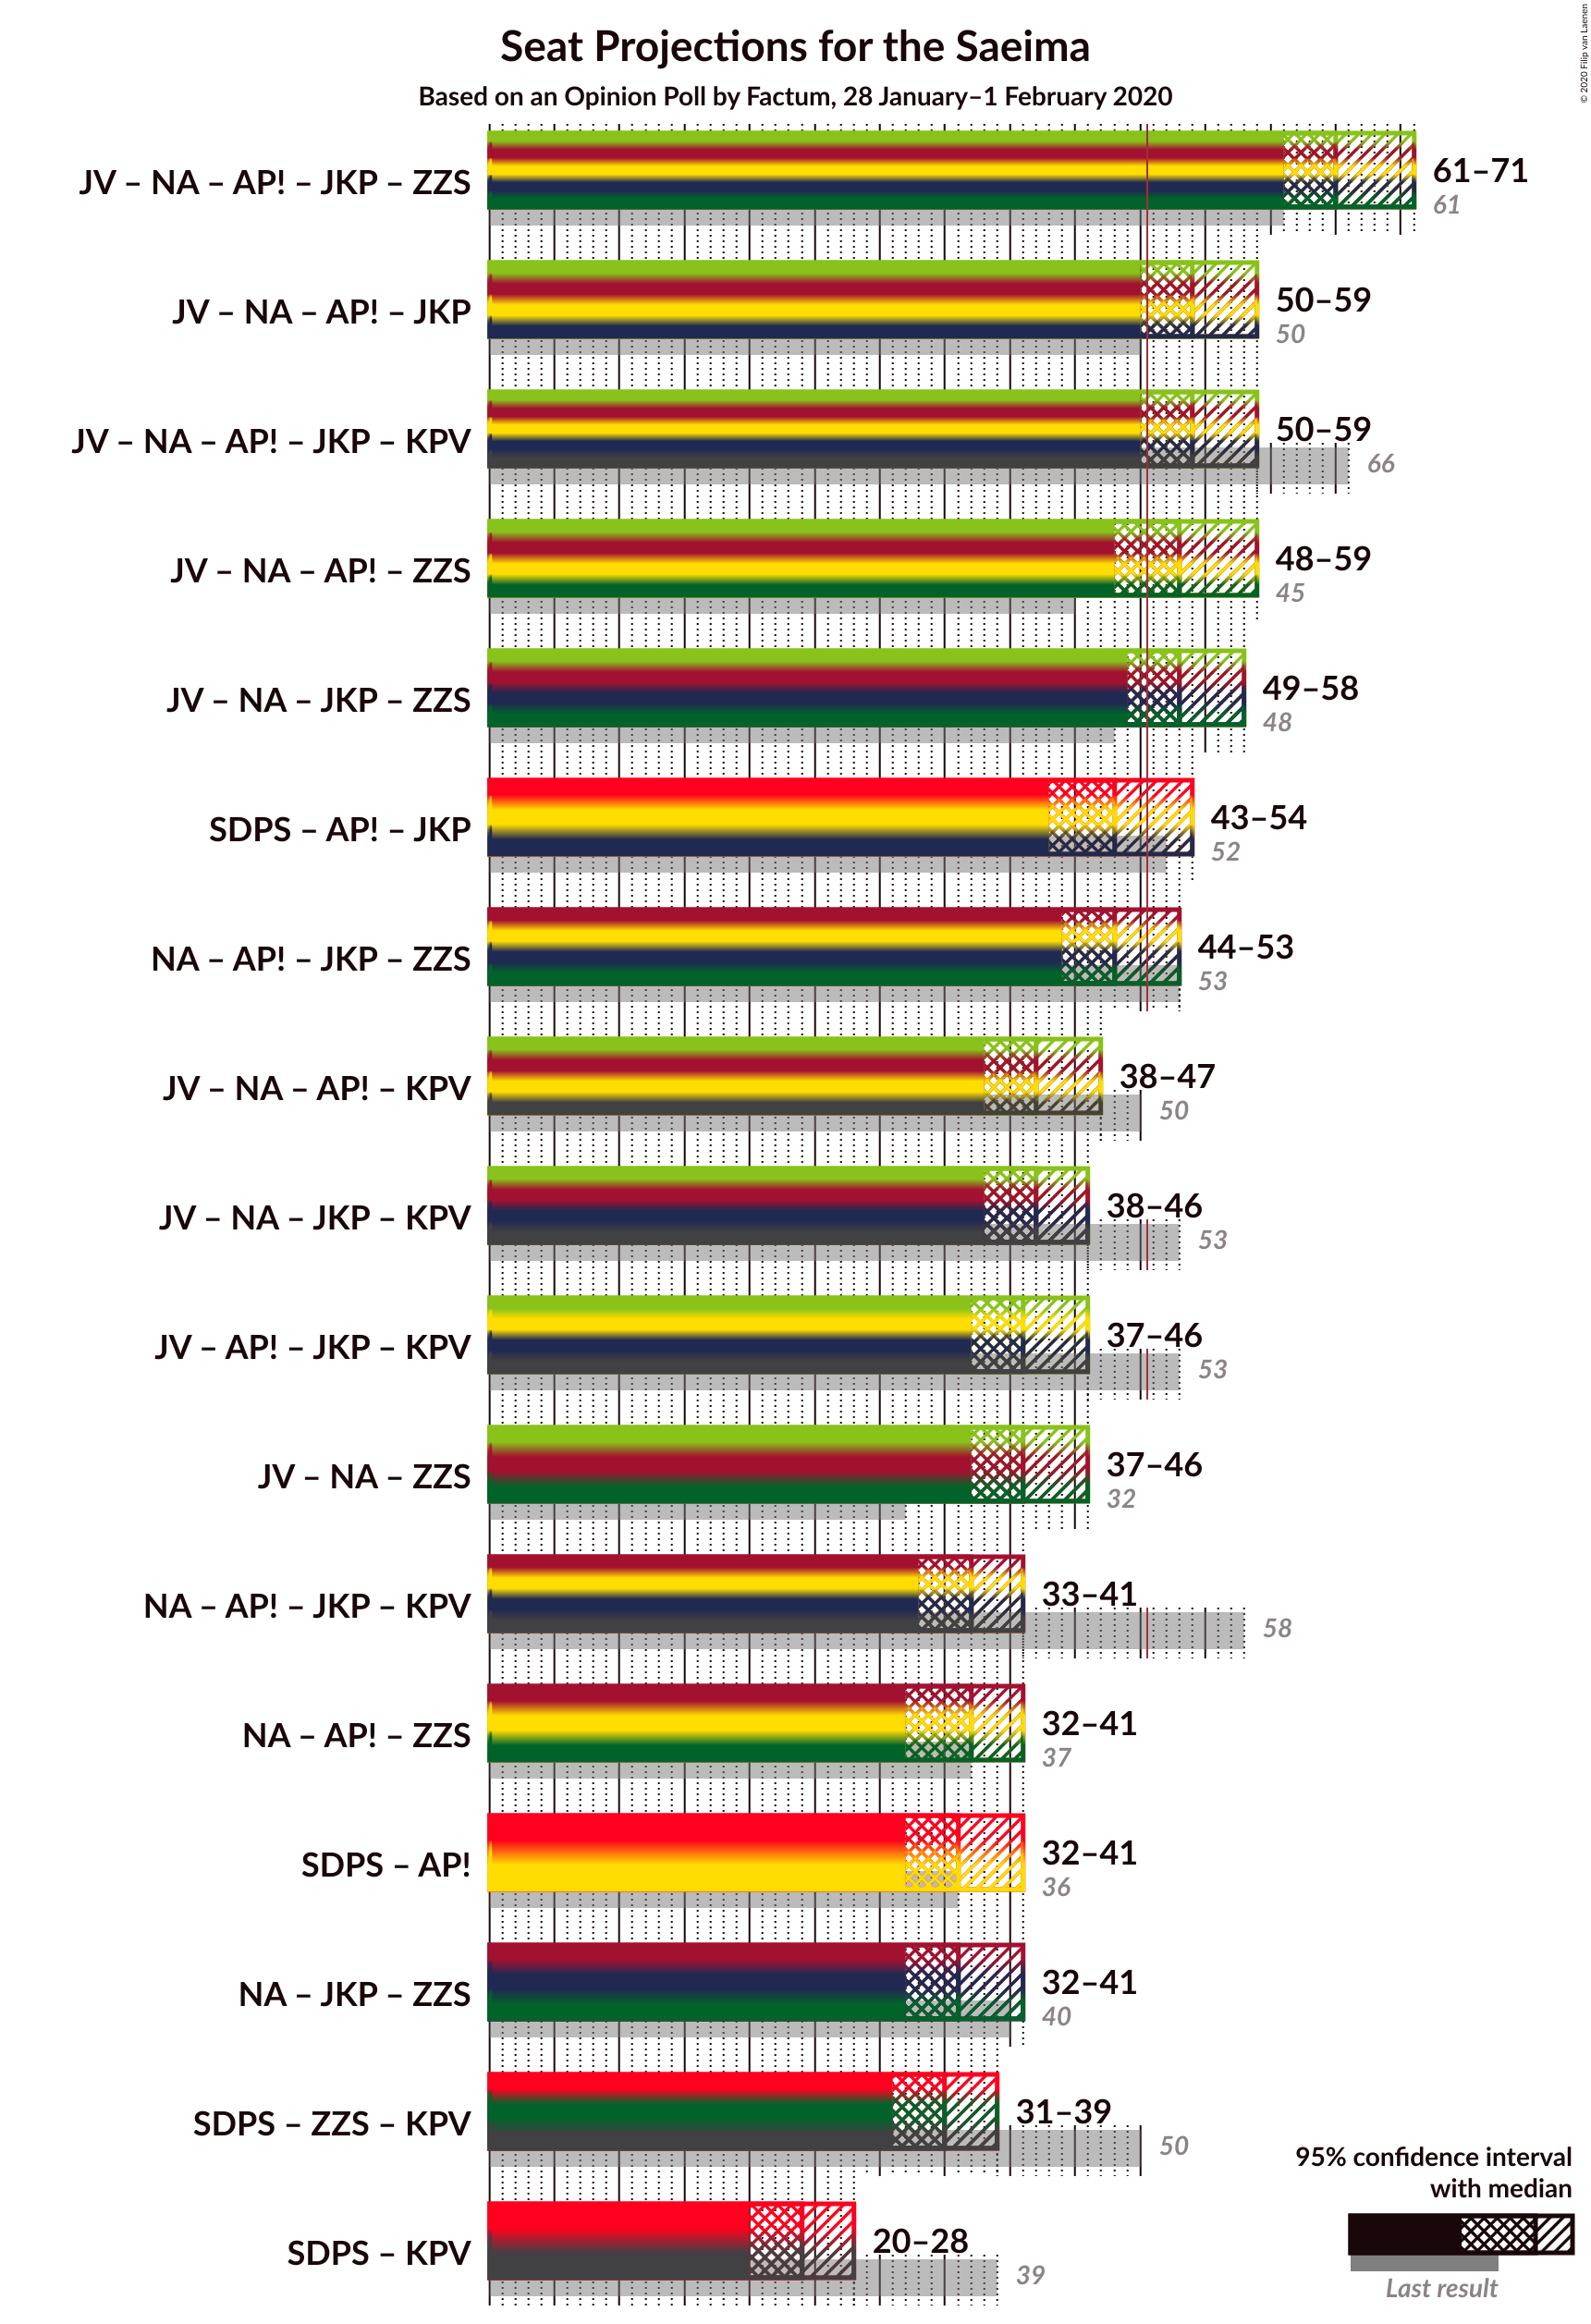 Seat Projections for the Saeima
Based on an Opinion Poll by Factum, 28 January–1 February 2020
© 2020 Filip van Laenen
JV – NA – AP! – JKP – ZZS
61–71
61
JV – NA – AP! – JKP
50–59
50
JV – NA – AP! – JKP – KPV
50–59
66
JV – NA – AP! – ZZS
48–59
45
JV – NA – JKP – ZZS
49–58
48
SDPS – AP! – JKP
43–54
52
NA – AP! – JKP – ZZS
44–53
53
JV – NA – AP! – KPV
38–47
50
JV – NA – JKP – KPV
38–46
53
JV – AP! – JKP – KPV
37–46
53
JV – NA – ZZS
37–46
32
NA – AP! – JKP – KPV
33–41
58
NA – AP! – ZZS
32–41
37
SDPS – AP!
32–41
36
NA – JKP – ZZS
32–41
40
SDPS – ZZS – KPV
31–39
50
SDPS – KPV
20–28
39
95% confidence interval
with median
Last result